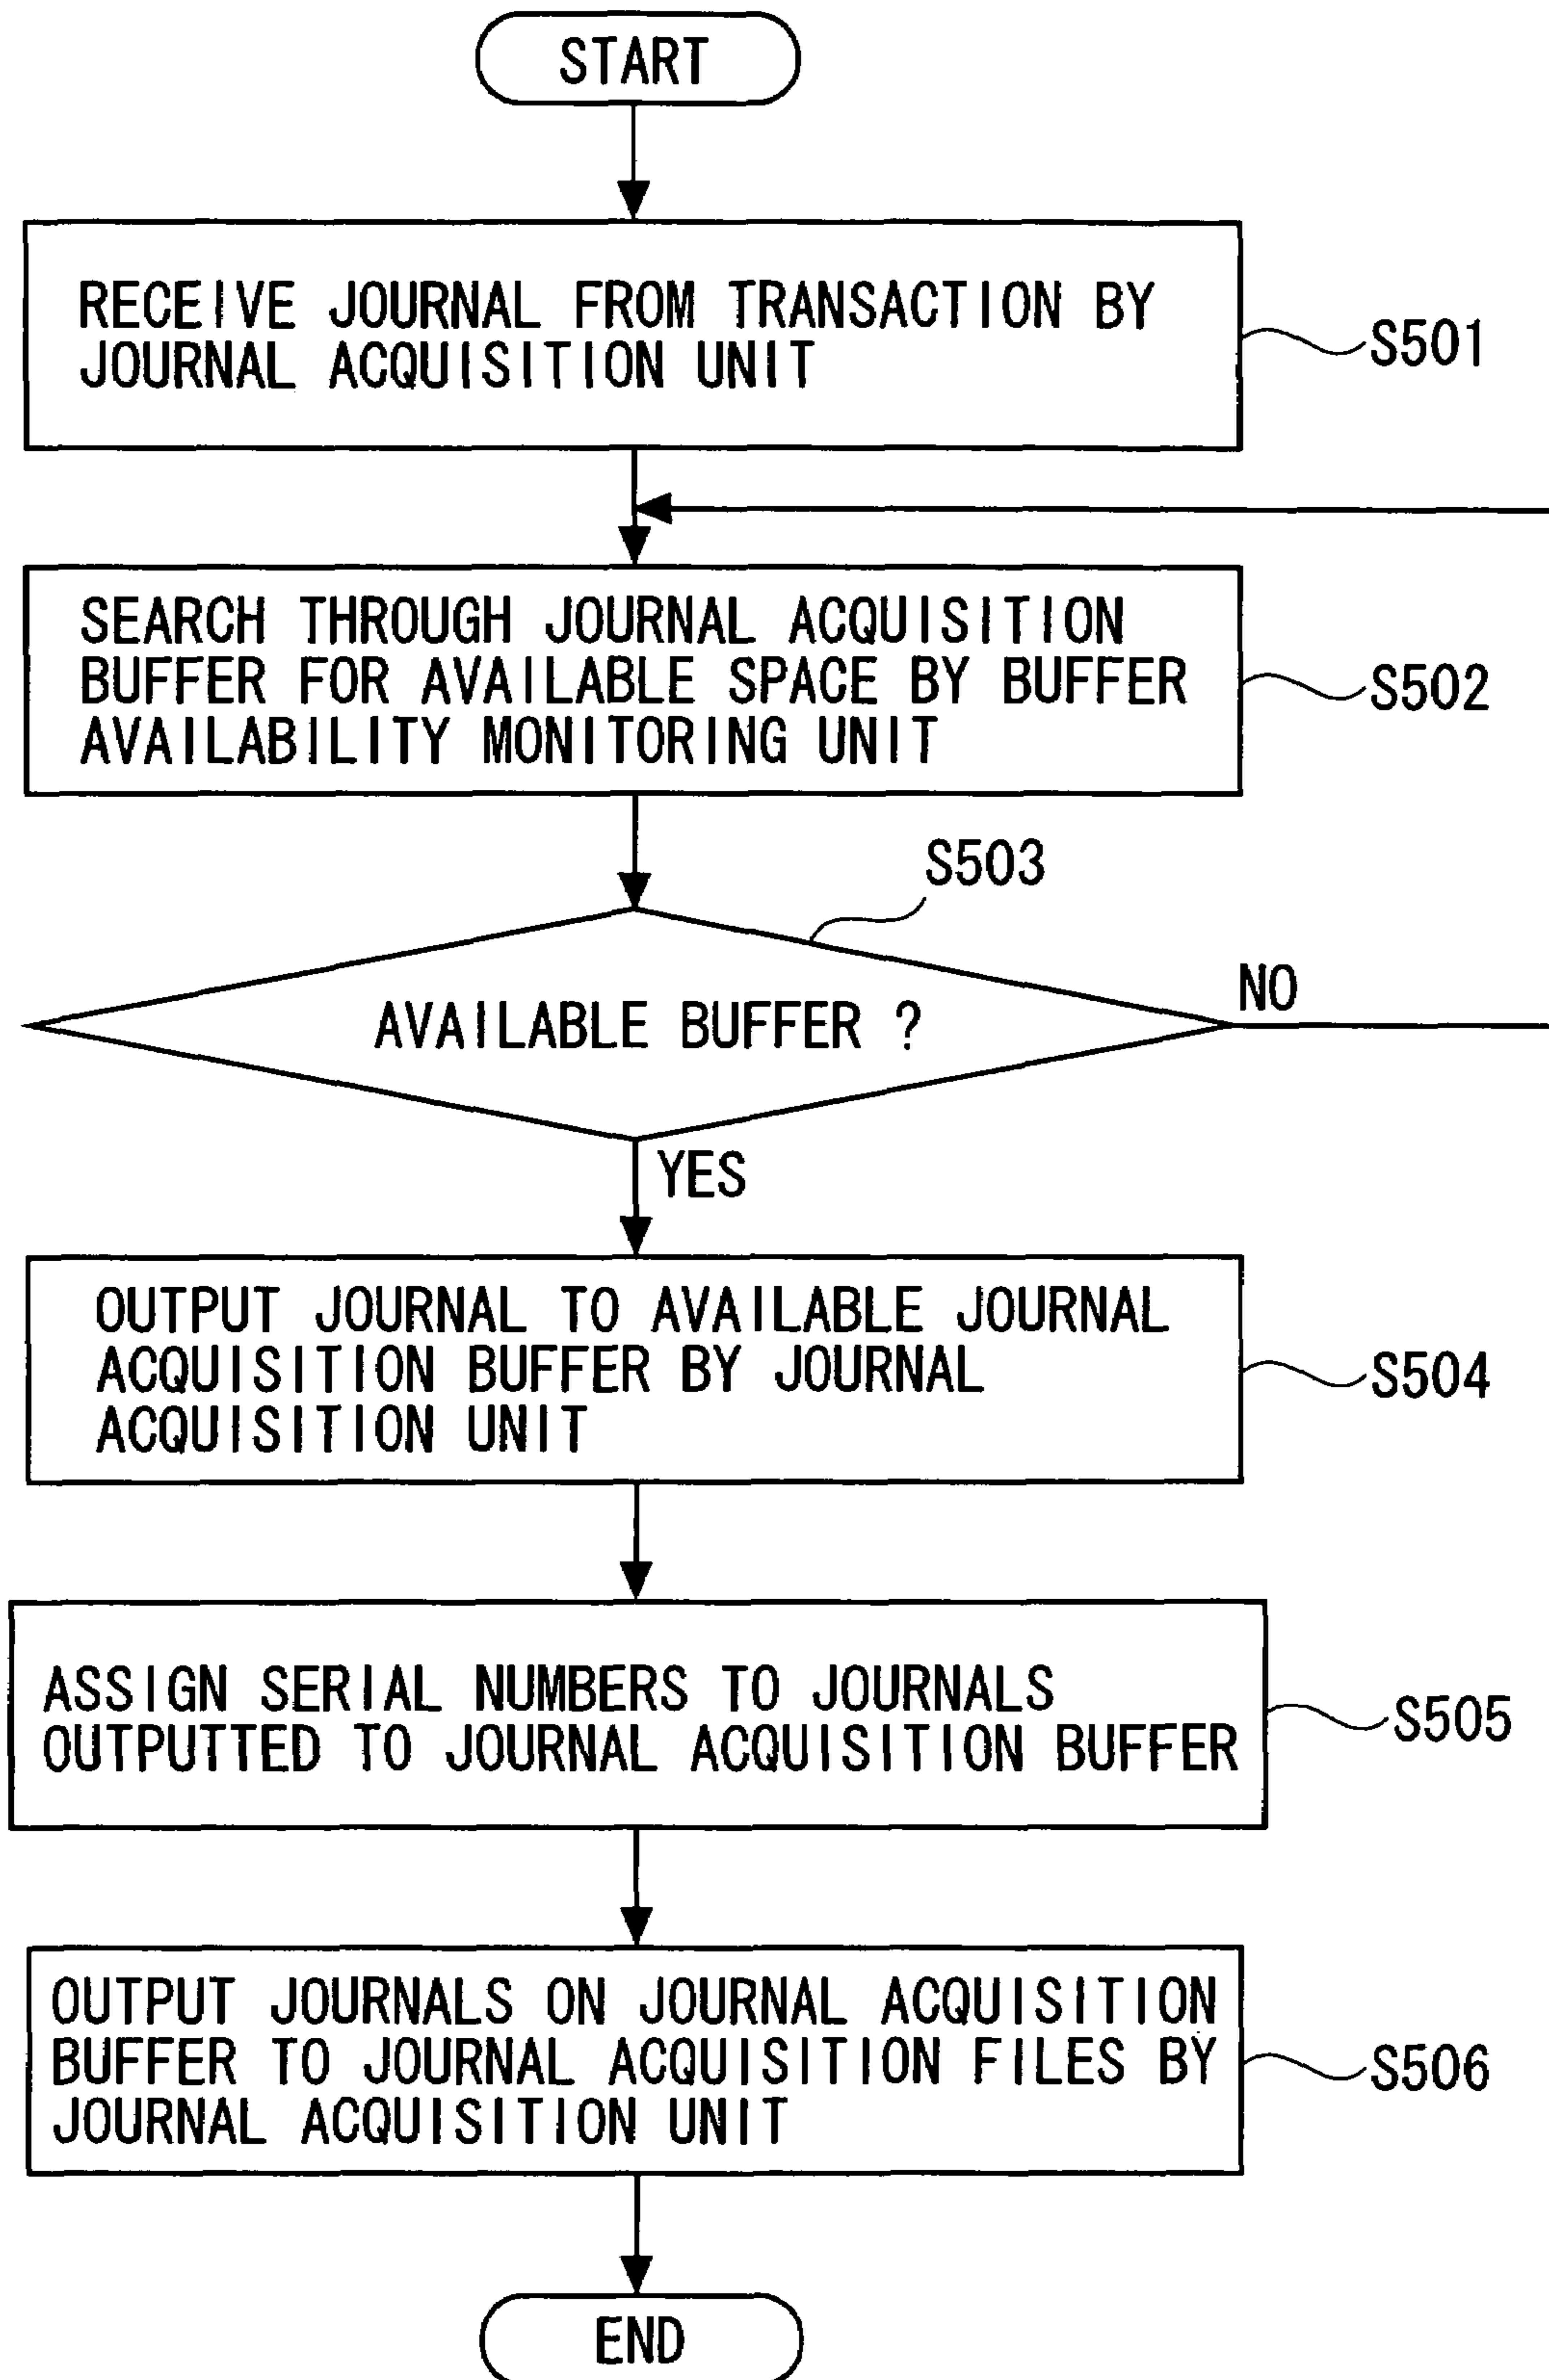 START
RECEIVE JOURNAL FROM TRANSACTION BY
JOURNAL ACQUISITION UNIT
S501
SEARCH THROUGH JOURNAL ACQUISITION
BUFFER FOR AVAILABLE SPACE BY BUFFER
AVAILABILITY MONITORING UNIT
S502
S503
AVAILABLE BUFFER ?
NO
YES
OUTPUT JOURNAL TO AVAILABLE JOURNAL
ACQUISITION BUFFER BY JOURNAL
ACQUISITION UNIT
S504
ASSIGN SERIAL NUMBERS TO JOURNALS
OUTPUTTED TO JOURNAL ACQUISITION BUFFER
S505
OUTPUT JOURNALS ON JOURNAL ACQUISITION
BUFFER TO JOURNAL ACQUISITION FILES BY
JOURNAL ACQUISITION UNIT
S506
END